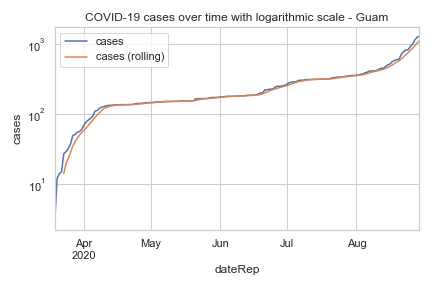 COVID-19 cases over time with logarithmic scale - Guam
cases
cases (rolling)
10³
10²
10¹
cases
Apr
2020
May
Jun
Jul
Aug
dateRep